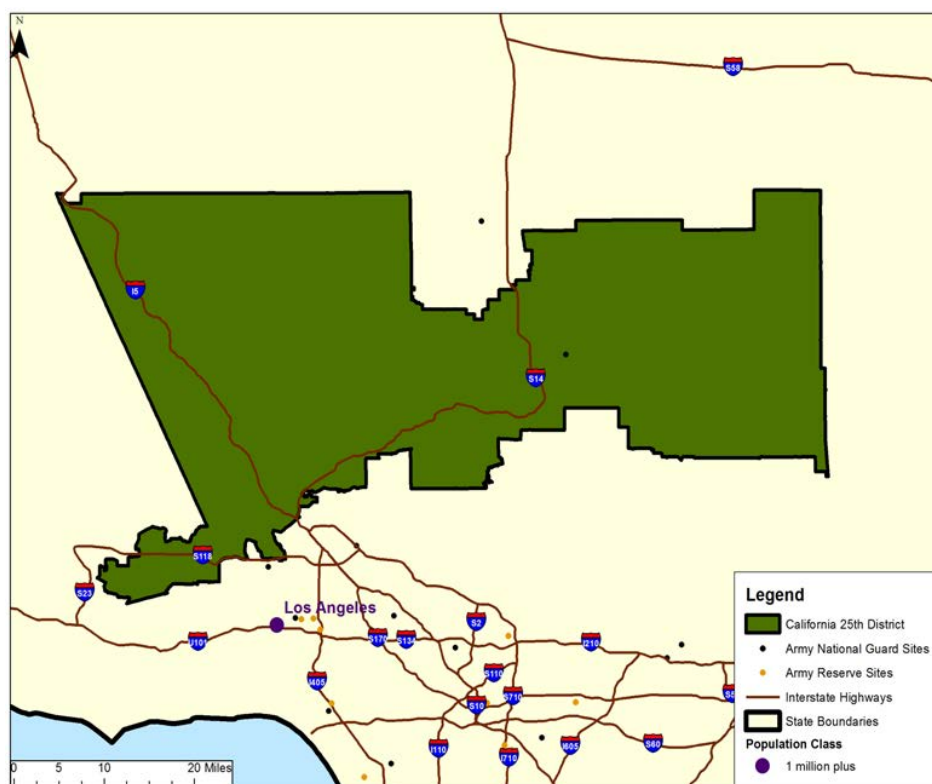 N
S58
I5
S14
S118
S23
Los Angeles
U101
S170
S134
S2
I210
I405
S110
S710
S10
I110
I710
I605
S60
0 5 10 20 Miles
Legend
California 25th District
Army National Guard Sites
Army Reserve Sites
Interstate Highways
State Boundaries
Population Class
1 million plus